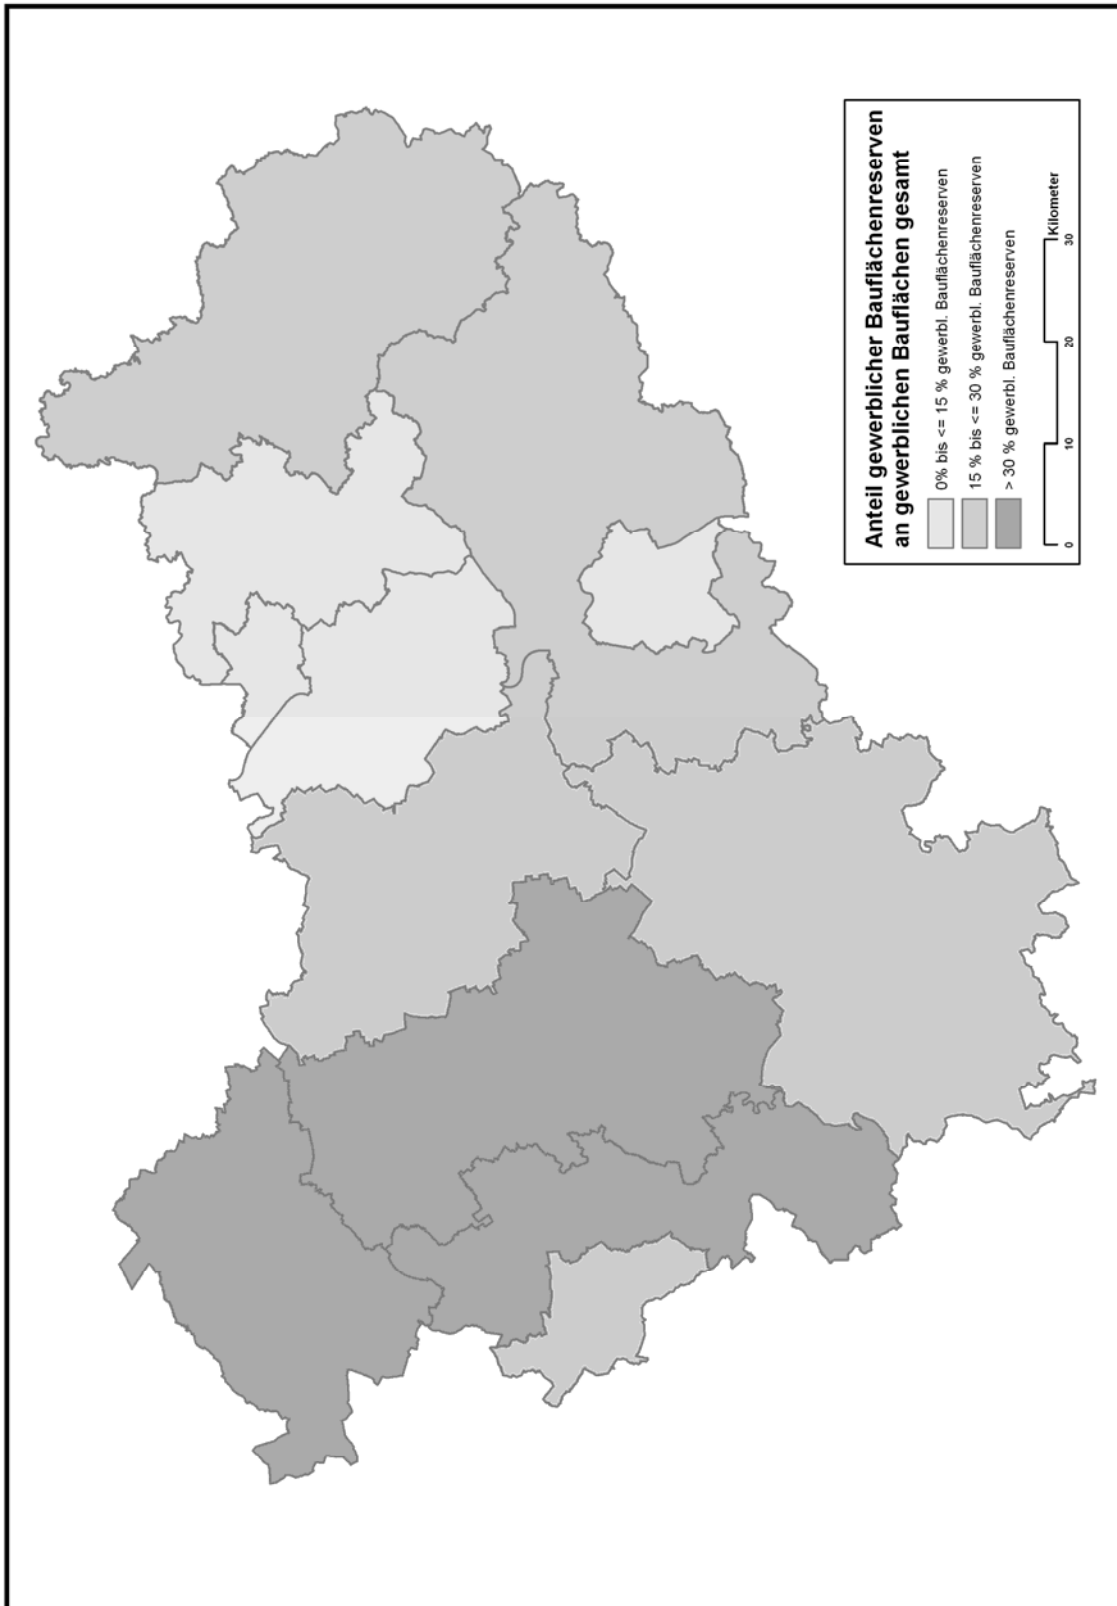 Anteil gewerblicher Bauflächenreserven
an gewerblichen Bauflächen gesamt
0% bis <= 15 % gewerbl. Bauflächenreserven
15 % bis <= 30 % gewerbl. Bauflächenreserven
> 30 % gewerbl. Bauflächenreserven
Kilometer
0 10 20 30